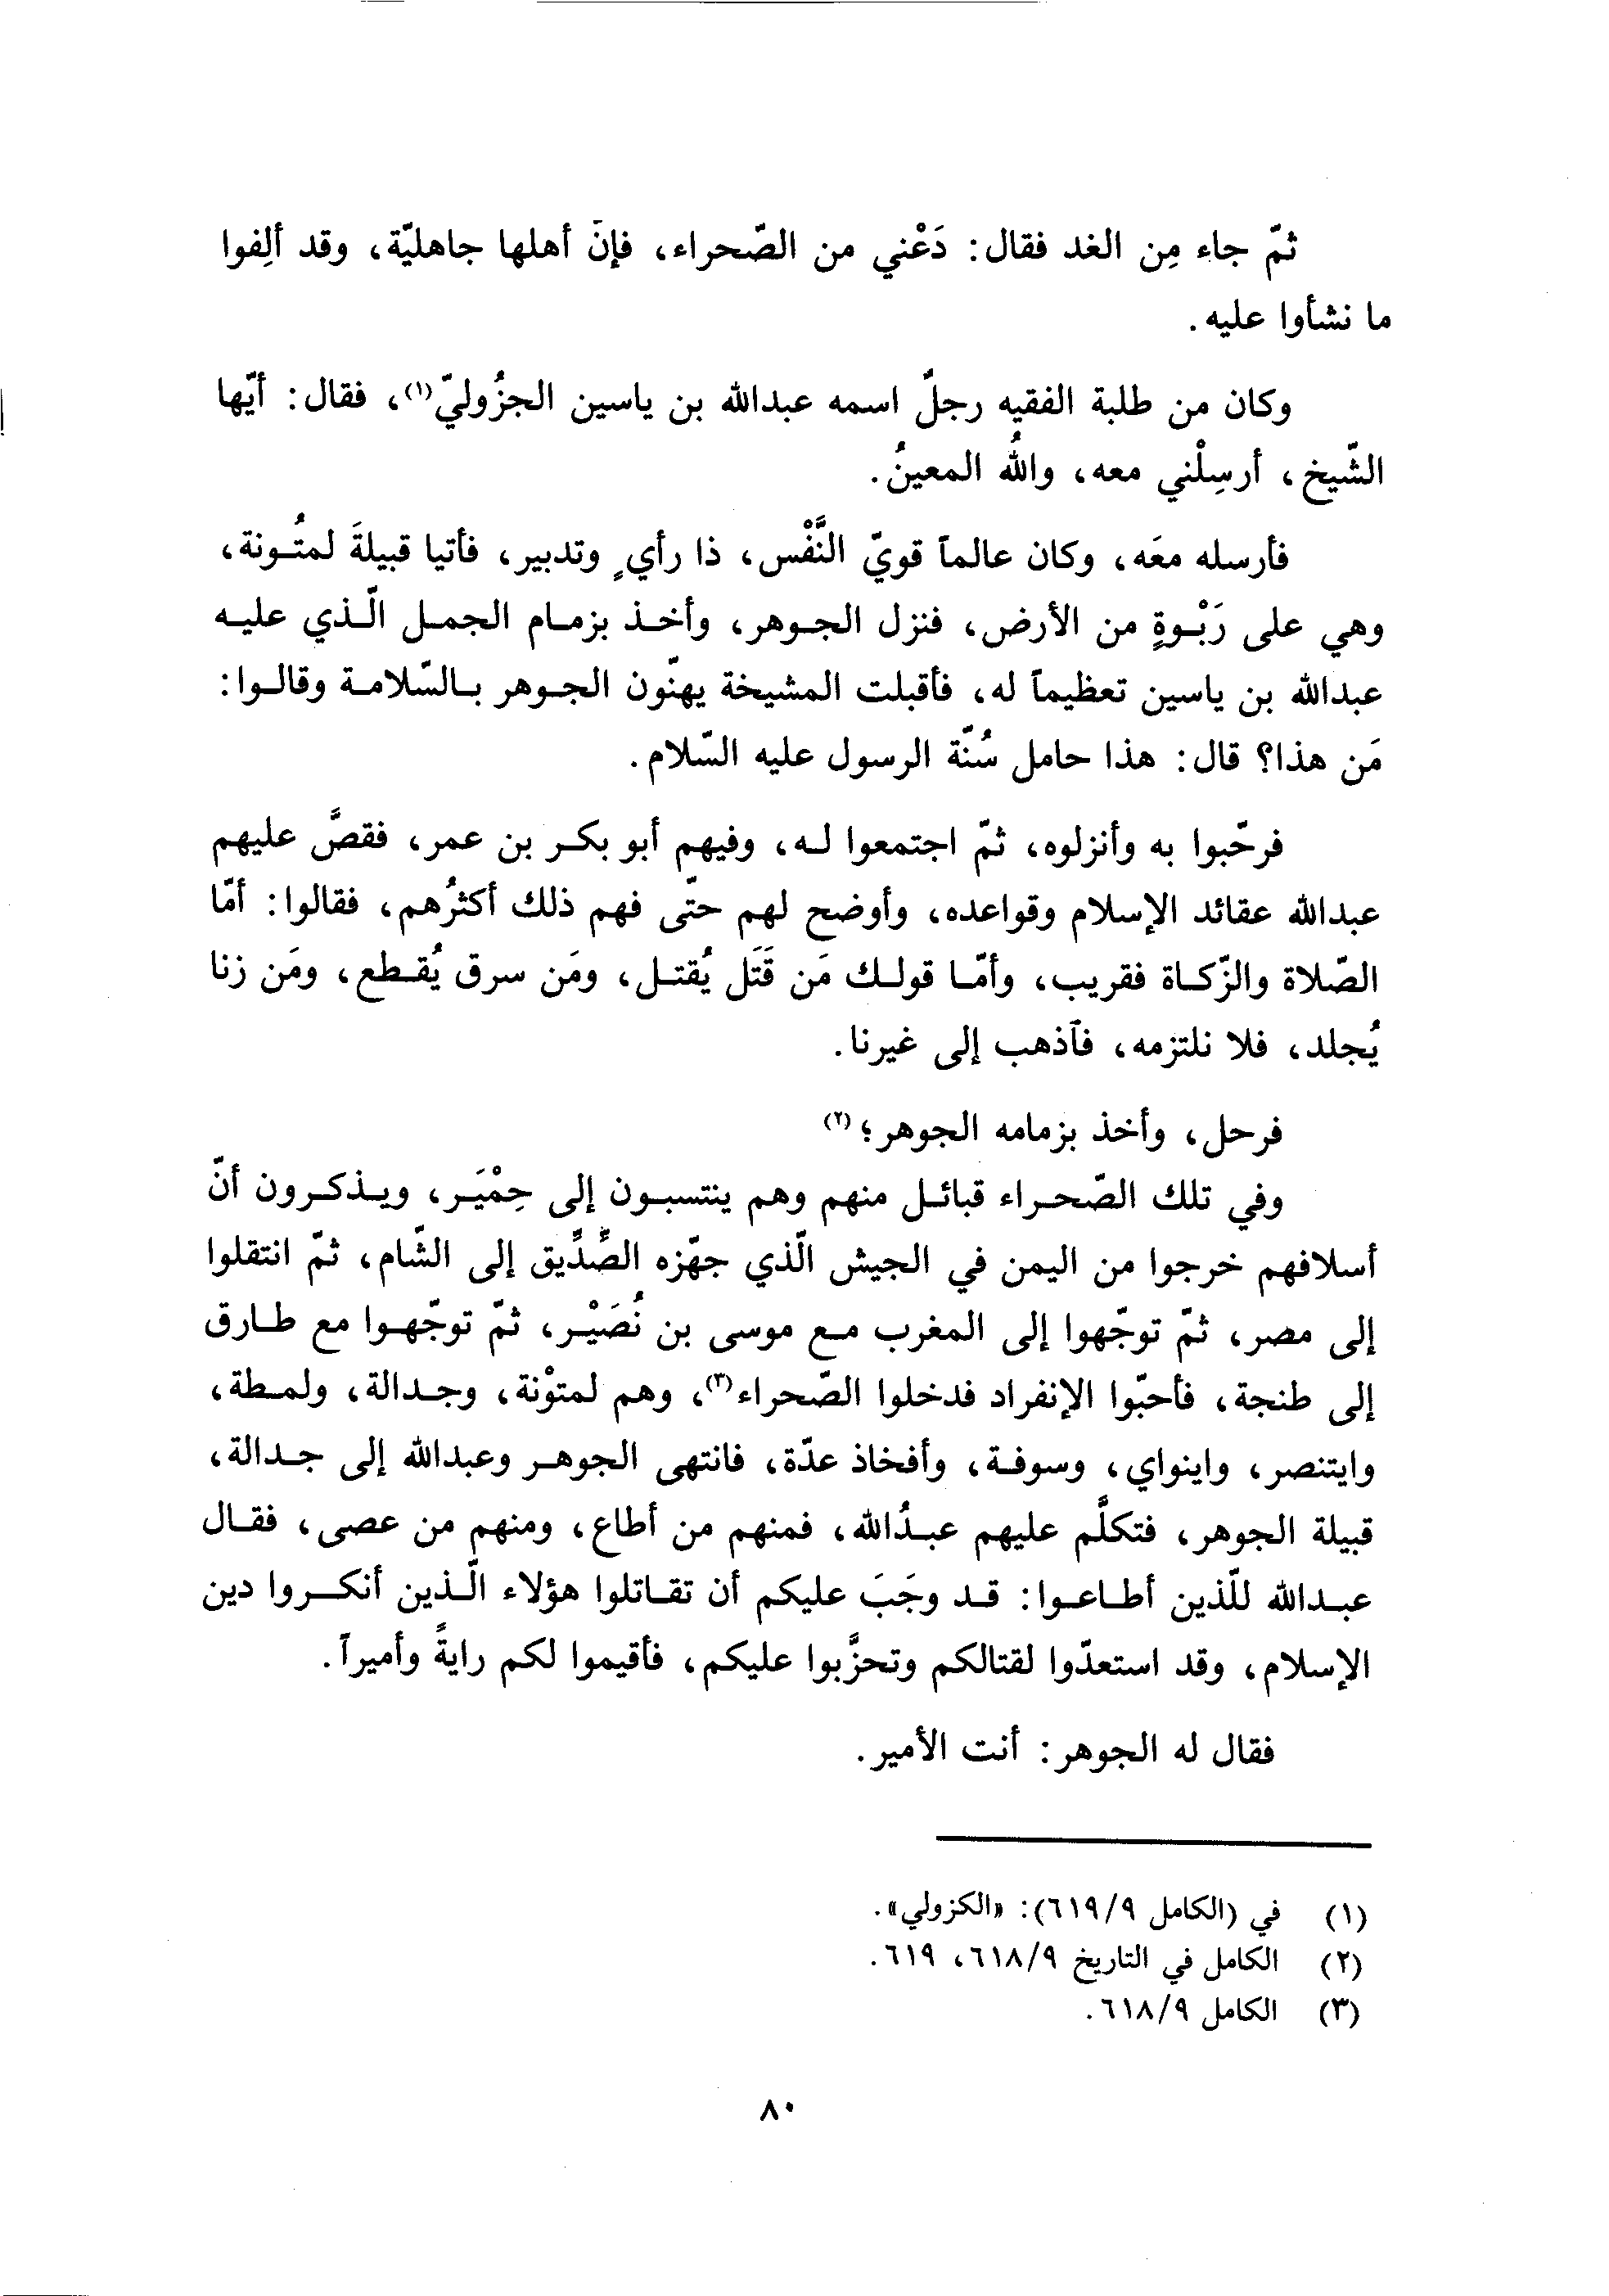 ثمّ جاء مِن الغد فقال: دَعْني من الصّحراء، فإنّ أهلها جاهليّة، وقد ألِفوا
ما نشأوا عليه.
وكان من طلبة الفقيه رجلٌ اسمه عبدالله بن ياسين الجزُوليّ(١)، فقال: أيّها
الشّيخ، أرسِلْني معه، واللهُ المعينُ.
فأرسله معَه، وكان عالماً قويّ النَّفْس، ذا رأيٍ وتدبير، فأتيا قبيلةَ لمتُونة،
وهي على رَبْوةٍ من الأرض، فنزل الجوهر، وأخذ بزمام الجمل الّذي عليه
عبدالله بن ياسين تعظيماً له، فأقبلت المشيخة يهنّون الجوهر بالسّلامة وقالوا:
مَن هذا؟ قال: هذا حامل سُنّة الرسول عليه السّلام.
فرحّبوا به وأنزلوه، ثمّ اجتمعوا له، وفيهم أبو بكر بن عمر، فقصَّ عليهم
عبدالله عقائد الإسلام وقواعده، وأوضح لهم حتّى فهم ذلك أكثرُهم، فقالوا: أمّا
الصّلاة والزّكاة فقريب، وأمّا قولك مَن قَتَل يُقتل، ومَن سرق يُقطع، ومَن زنا
يُجلد، فلا نلتزمه، فاَذهب إلى غيرنا.
فرحل، وأخذ بزمامه الجوهر؛(٢)
وفي تلك الصّحراء قبائل منهم وهم ينتسبون إلى حِمْيَر، ويذكرون أنّ
أسلافهم خرجوا من اليمن في الجيش الّذي جهّزه الصِّدِّيق إلى الشّام، ثمّ انتقلوا
إلى مصر، ثمّ توجّهوا إلى المغرب مع موسى بن نُصَيْر، ثمّ توجّهوا مع طارق
إلى طنجة، فأحبّوا الإنفراد فدخلوا الصّحراء(٣)، وهم لمتوْنة، وجدالة، ولمطة،
وايتنصر، واينواي، وسوفة، وأفخاذ عدّة، فانتهى الجوهر وعبدالله إلى جدالة،
قبيلة الجوهر، فتكلَّم عليهم عبدُالله، فمنهم من أطاع، ومنهم من عصى، فقال
عبدالله للّذين أطاعوا: قد وجَبَ عليكم أن تقاتلوا هؤلاء الّذين أنكروا دين
الإسلام، وقد استعدّوا لقتالكم وتحزَّبوا عليكم، فأقيموا لكم رايةً وأميراً.
فقال له الجوهر: أنت الأمير.
(١) في (الكامل ٦١٩/٩): «الكزولي».
(٢) الكامل في التاريخ ٦١٨/٩، ٦١٩.
(٣) الكامل ٦١٨/٩.
٨٠